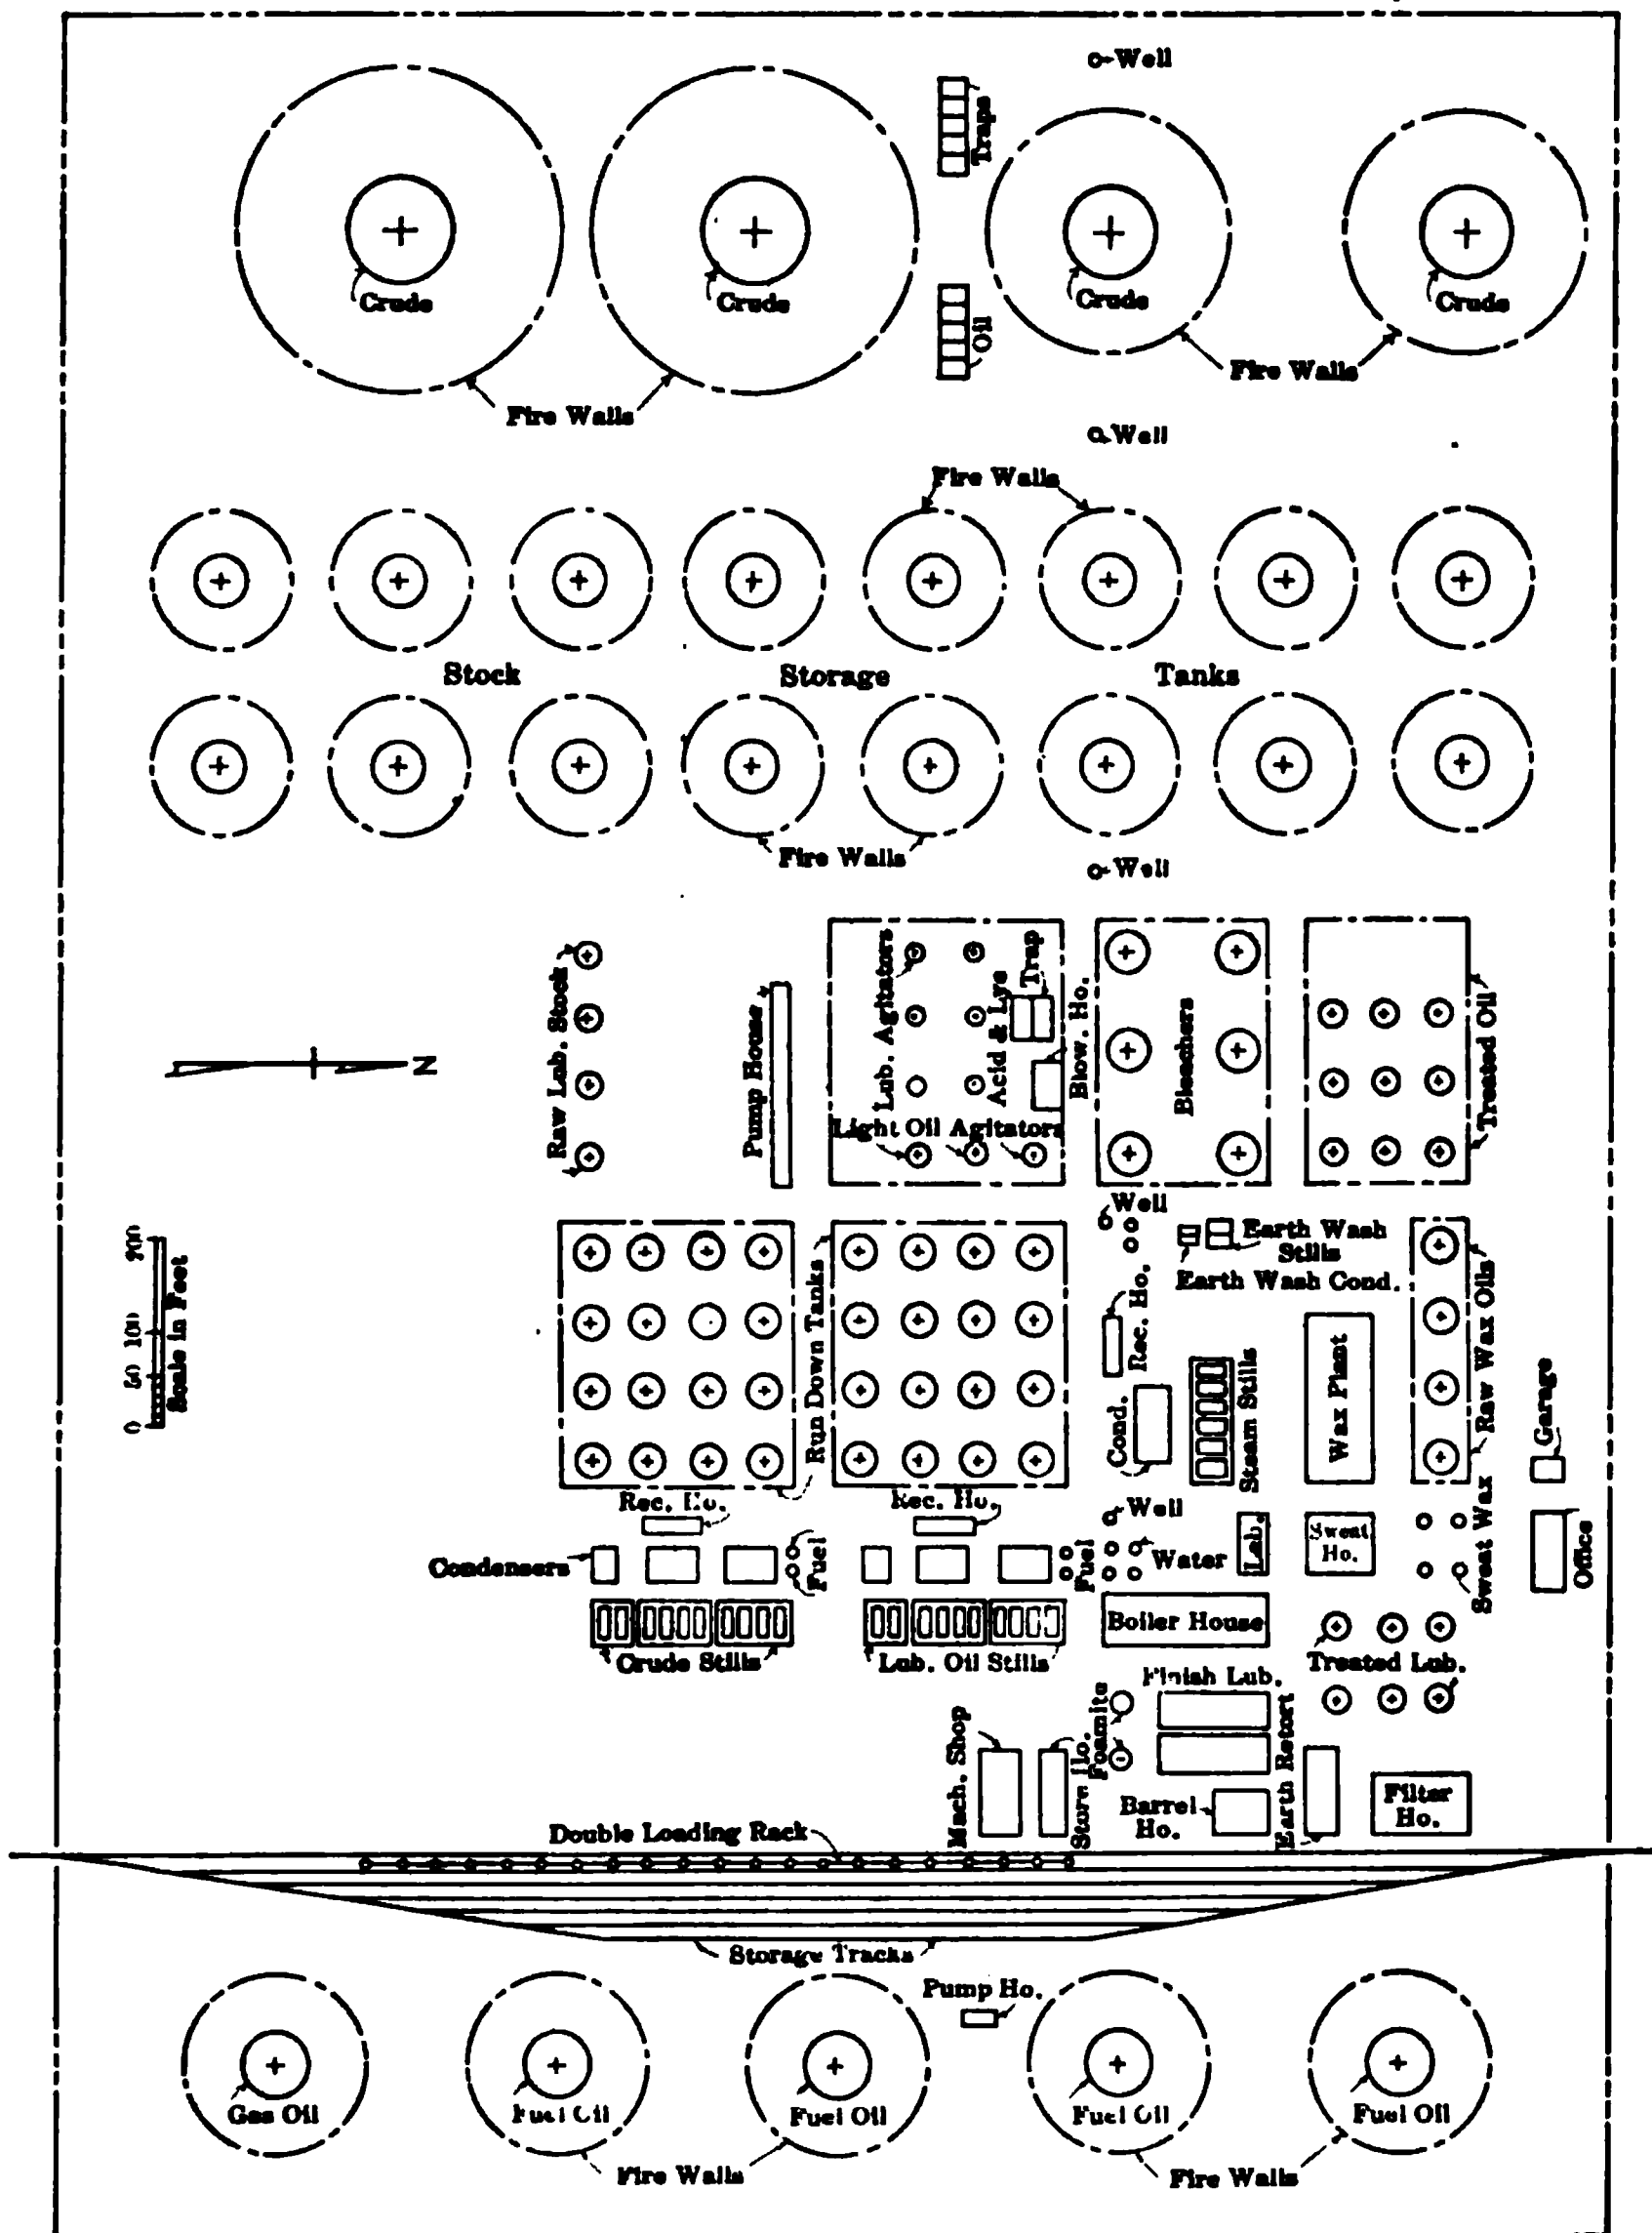 Well
Traps
Crude
Crude
Crude
Crude
Oil
Fire Walls
Fire Walls
Well
Fire Walls
Stock Storage Tanks
Fire Walls
Well
Raw Lub. Stock
Pump House
Lub. Agitators
Acid & Lye
Trap
Blow. Ho.
Bleachers
Treated Oil
Light Oil Agitators
N
Well
Earth Wash
Stills
Earth Wash Cond.
200
100
50
0
Scale in Feet
Run Down Tanks
Rec. Ho.
Cond.
Steam Stills
Wax Plant
Raw Wax Oils
Garage
Rec. Ho.
Rec. Ho.
Well
Condensers
Fuel
Fuel
Water
Lab.
Sweat
Ho.
Sweat Wax
Office
Boiler House
Crude Stills
Lub. Oil Stills
Treated Lub.
Finish Lub.
Mach. Shop
Store Ho.
Foamite
Earth Retort
Barrel
Ho.
Filter
Ho.
Double Loading Rack
Storage Tracks
Pump Ho.
Gas Oil
Fuel Oil
Fuel Oil
Fuel Oil
Fuel Oil
Fire Walls
Fire Walls